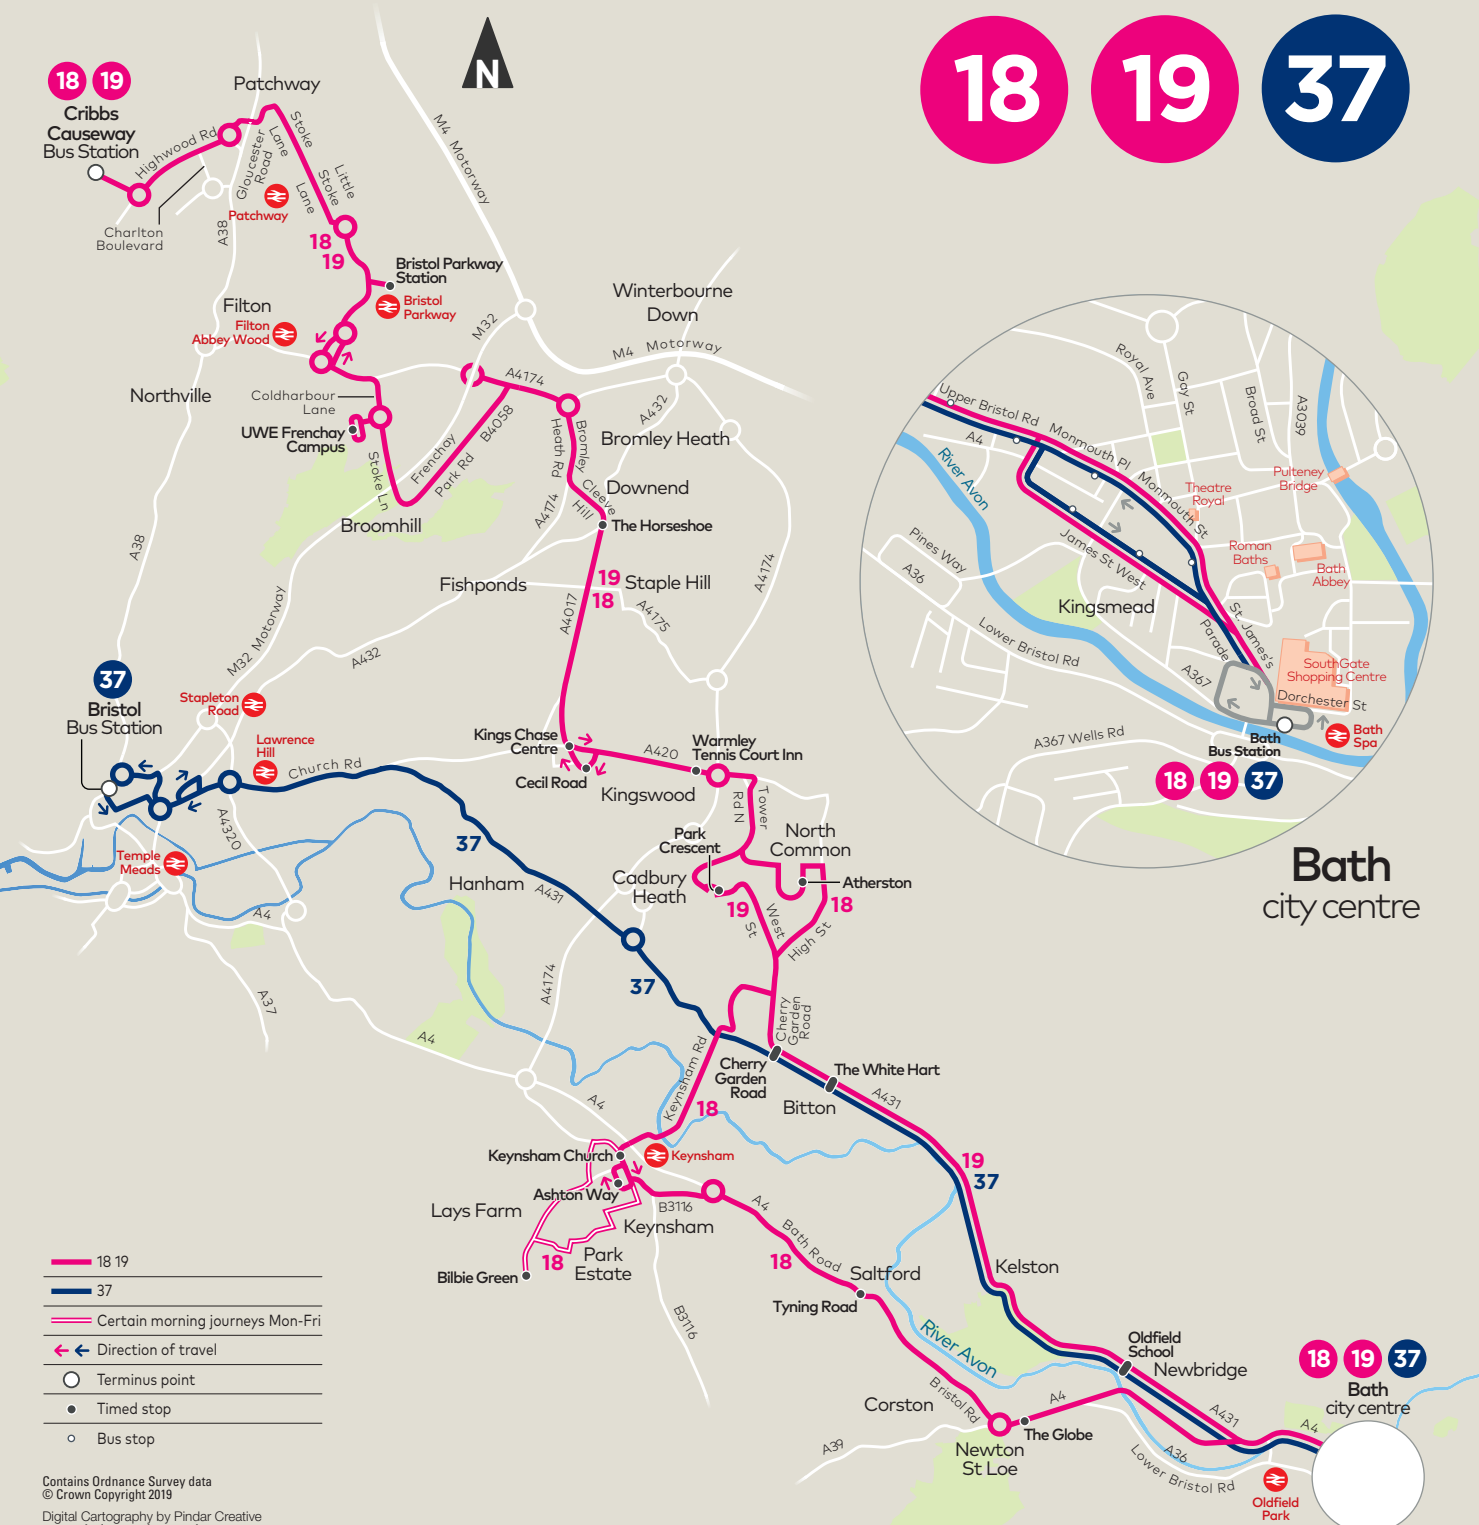 18 19 37
N
18 19
Cribbs
Causeway
Bus Station
Patchway
Highwood Rd
Gloucester
Road
Stoke
Lane
Little
Stoke
Lane
Patchway
Charlton
Boulevard
A38
M4 Motorway
18
19
Bristol Parkway
Station
Bristol
Parkway
Filton
Filton
Abbey Wood
M32
Winterbourne
Down
M4 Motorway
Northville
Coldharbour
Lane
UWE Frenchay
Campus
A4174
A432
Stoke Ln
Frenchay
Park Rd
B4058
Bromley
Heath Rd
Bromley Heath
Broomhill
Cleeve
Hill
Downend
A4174
The Horseshoe
A38
Fishponds
19
18
Staple Hill
A4017
A4175
A4174
M32 Motorway
A432
37
Bristol
Bus Station
Stapleton
Road
Lawrence
Hill
Church Rd
Kings Chase
Centre
Cecil Road
A420
Warmley
Tennis Court Inn
Kingswood
Tower
Rd N
A4320
Temple
Meads
37
Park
Crescent
North
Common
Hanham
A431
Cadbury
Heath
Atherston
19
18
West
St
High St
A4
A37
37
A4174
Cherry
Garden
Road
A4
Keynsham Rd
Cherry
Garden
Road
The White Hart
A431
Bitton
A4
18
Keynsham Church
Keynsham
19
37
Ashton Way
Lays Farm
B3116
Keynsham
A4
Bath Road
18
Park
Estate
18
Bilbie Green
Saltford
Tyning Road
Kelston
B3116
River Avon
Oldfield
School
Newbridge
18 19 37
Bath
city centre
Corston
Bristol Rd
A4
The Globe
A431
A4
A39
Newton
St Loe
A36
Lower Bristol Rd
Oldfield
Park
Upper Bristol Rd
A4
Royal Ave
Gay St
Broad St
A3039
Monmouth Pl
Monmouth St
River Avon
Pulteney
Bridge
Theatre
Royal
Roman
Baths
Bath
Abbey
James St West
Pines Way
A36
Kingsmead
Lower Bristol Rd
St. James's
Parade
A367
SouthGate
Shopping Centre
Dorchester St
A367 Wells Rd
Bath
Bus Station
Bath
Spa
18 19 37
Bath
city centre
18 19
37
Certain morning journeys Mon-Fri
Direction of travel
Terminus point
Timed stop
Bus stop
Contains Ordnance Survey data
© Crown Copyright 2019
Digital Cartography by Pindar Creative